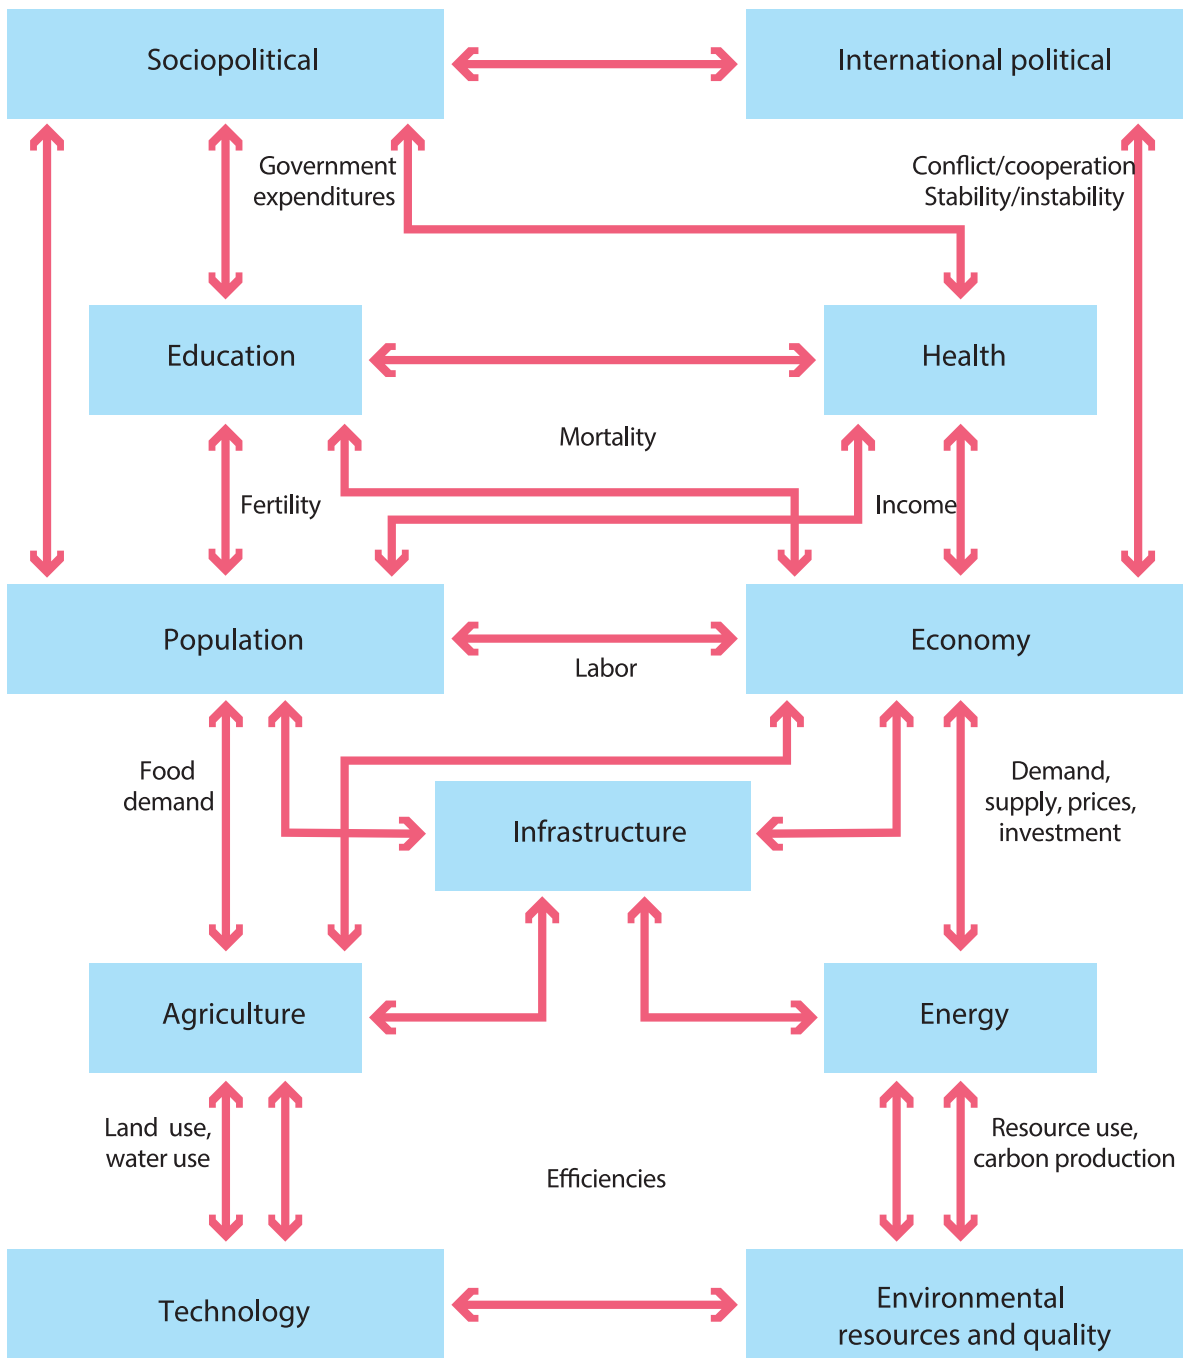 Sociopolitical
International political
Government
expenditures
Conflict/cooperation
Stability/instability
Education
Health
Mortality
Fertility
Income
Population
Economy
Labor
Food
demand
Demand,
supply, prices,
investment
Infrastructure
Agriculture
Energy
Land use,
water use
Resource use,
carbon production
Efficiencies
Technology
Environmental
resources and quality